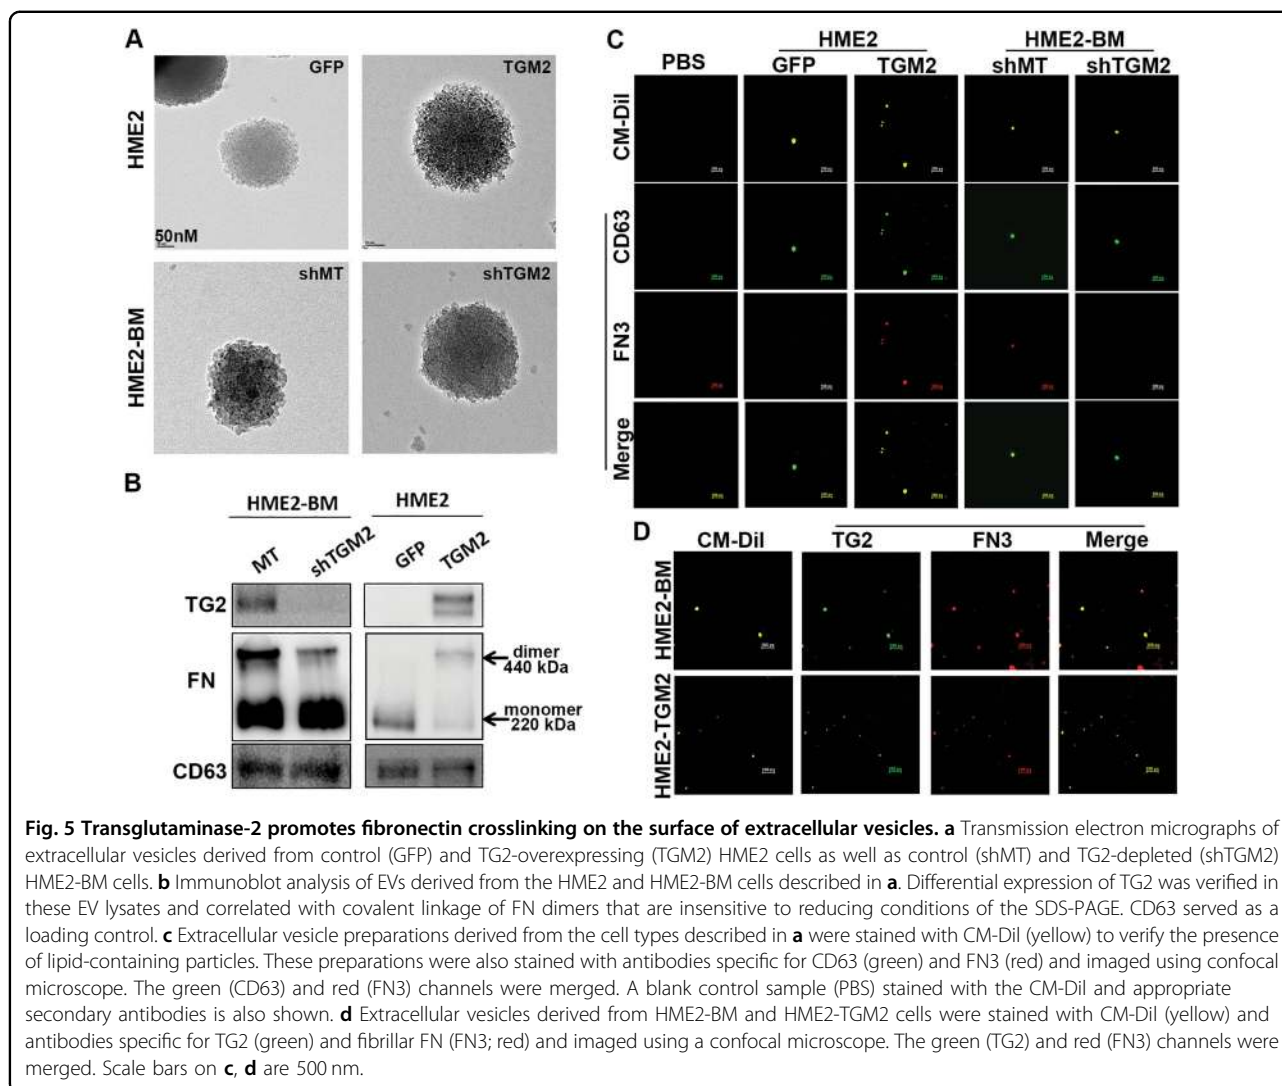 A
GFP
TGM2
HME2
50nM
shMT
shTGM2
HME2-BM
B
HME2-BM
HME2
MT
shTGM2
GFP
TGM2
TG2
FN
dimer
440 kDa
monomer
220 kDa
CD63
C
HME2
HME2-BM
PBS
GFP
TGM2
shMT
shTGM2
CM-DiI
CD63
FN3
Merge
D
CM-DiI
TG2
FN3
Merge
HME2-BM
HME2-TGM2
Fig. 5 Transglutaminase-2 promotes fibronectin crosslinking on the surface of extracellular vesicles. a Transmission electron micrographs of
extracellular vesicles derived from control (GFP) and TG2-overexpressing (TGM2) HME2 cells as well as control (shMT) and TG2-depleted (shTGM2)
HME2-BM cells. b Immunoblot analysis of EVs derived from the HME2 and HME2-BM cells described in a. Differential expression of TG2 was verified in
these EV lysates and correlated with covalent linkage of FN dimers that are insensitive to reducing conditions of the SDS-PAGE. CD63 served as a
loading control. c Extracellular vesicle preparations derived from the cell types described in a were stained with CM-DiI (yellow) to verify the presence
of lipid-containing particles. These preparations were also stained with antibodies specific for CD63 (green) and FN3 (red) and imaged using confocal
microscope. The green (CD63) and red (FN3) channels were merged. A blank control sample (PBS) stained with the CM-DiI and appropriate
secondary antibodies is also shown. d Extracellular vesicles derived from HME2-BM and HME2-TGM2 cells were stained with CM-DiI (yellow) and
antibodies specific for TG2 (green) and fibrillar FN (FN3; red) and imaged using a confocal microscope. The green (TG2) and red (FN3) channels were
merged. Scale bars on c, d are 500 nm.